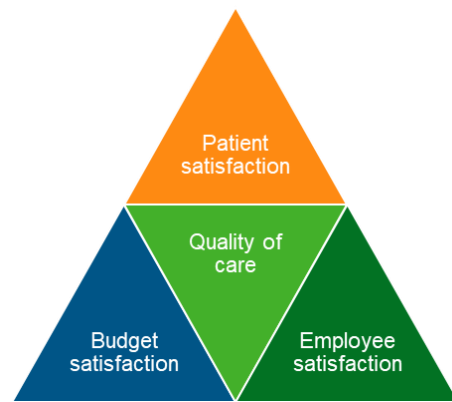 Patient
satisfaction
Quality of
care
Budget
satisfaction
Employee
satisfaction